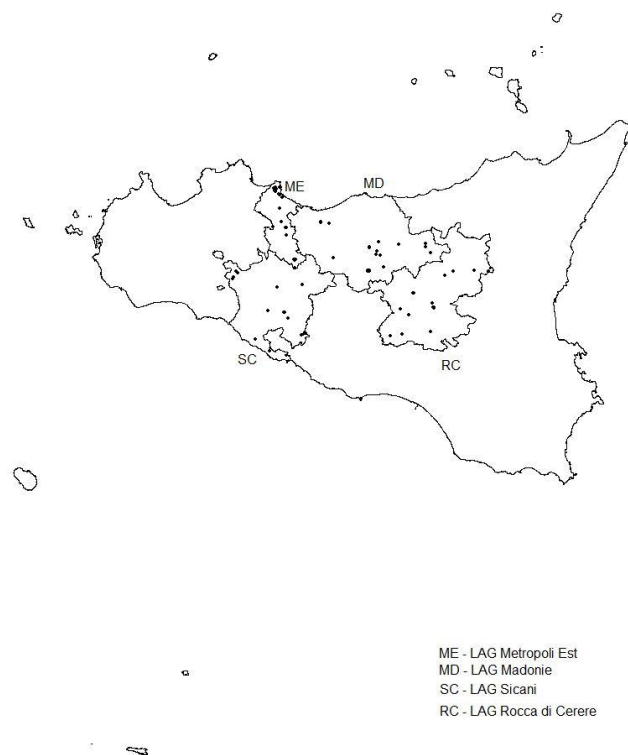 ME
MD
SC
RC
ME - LAG Metropoli Est
MD - LAG Madonie
SC - LAG Sicani
RC - LAG Rocca di Cerere